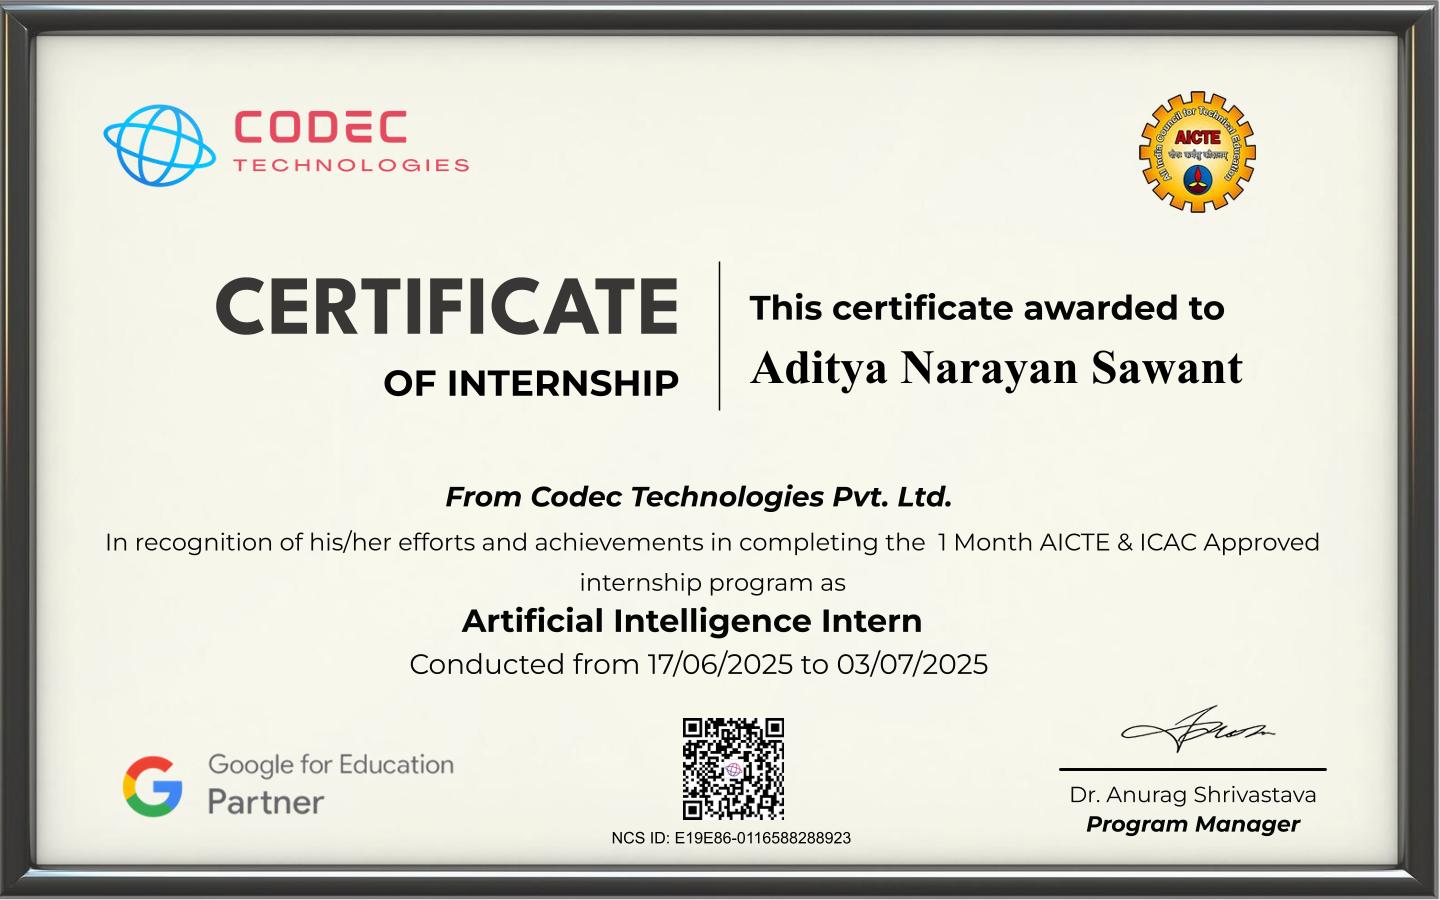 CODEC
TECHNOLOGIES
All India Council for Technical Education
AICTE
योगः कर्मसु कौशलम्
CERTIFICATE
OF INTERNSHIP
This certificate awarded to
Aditya Narayan Sawant
From Codec Technologies Pvt. Ltd.
In recognition of his/her efforts and achievements in completing the 1 Month AICTE & ICAC Approved
internship program as
Artificial Intelligence Intern
Conducted from 17/06/2025 to 03/07/2025
Google for Education
Partner
NCS ID: E19E86-0116588288923
Dr. Anurag Shrivastava
Program Manager